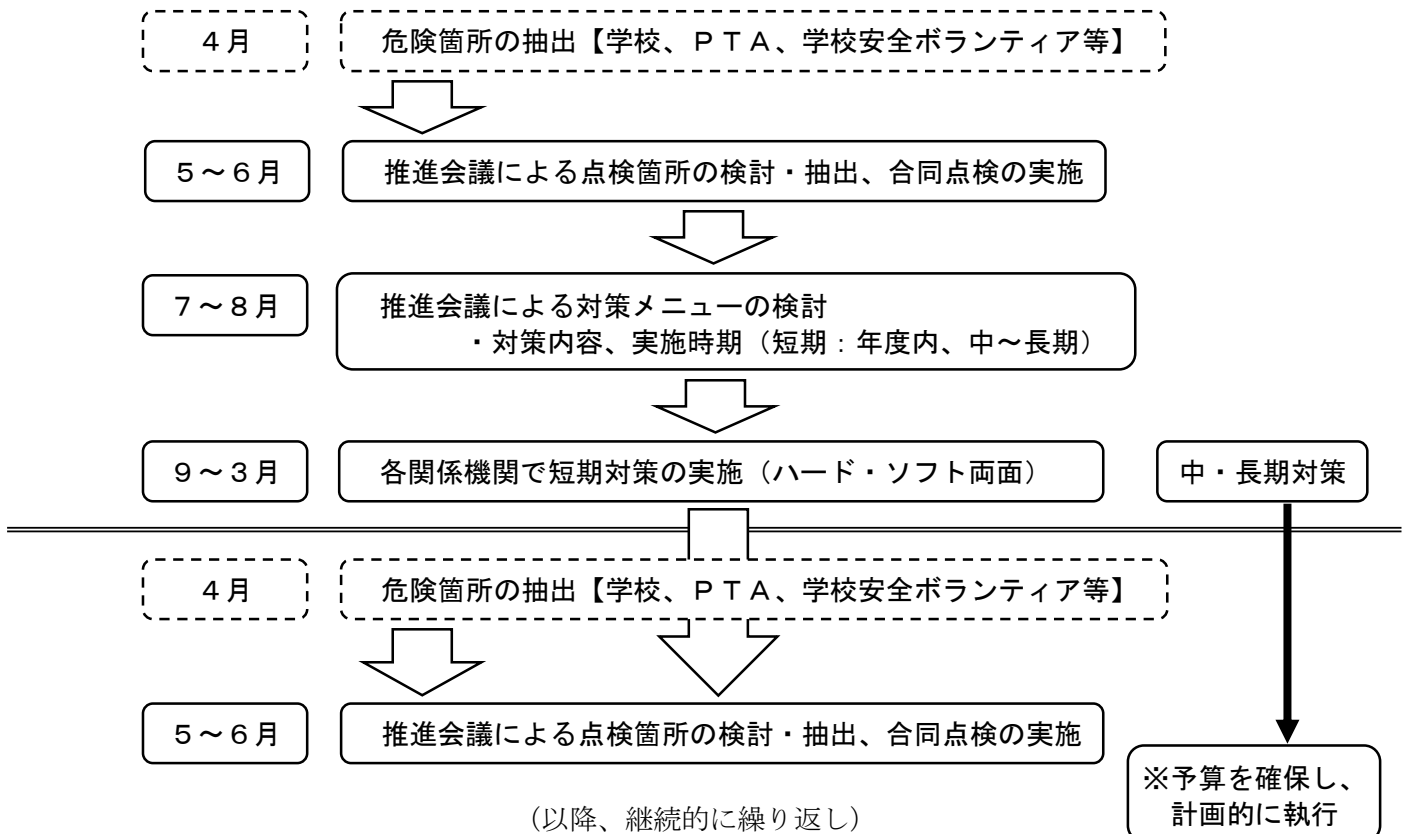 ４月
危険箇所の抽出【学校、ＰＴＡ、学校安全ボランティア等】
５～６月
推進会議による点検箇所の検討・抽出、合同点検の実施
７～８月
推進会議による対策メニューの検討
・対策内容、実施時期（短期：年度内、中～長期）
９～３月
各関係機関で短期対策の実施（ハード・ソフト両面）
中・長期対策
４月
危険箇所の抽出【学校、ＰＴＡ、学校安全ボランティア等】
５～６月
推進会議による点検箇所の検討・抽出、合同点検の実施
※予算を確保し、
計画的に執行
（以降、継続的に繰り返し）